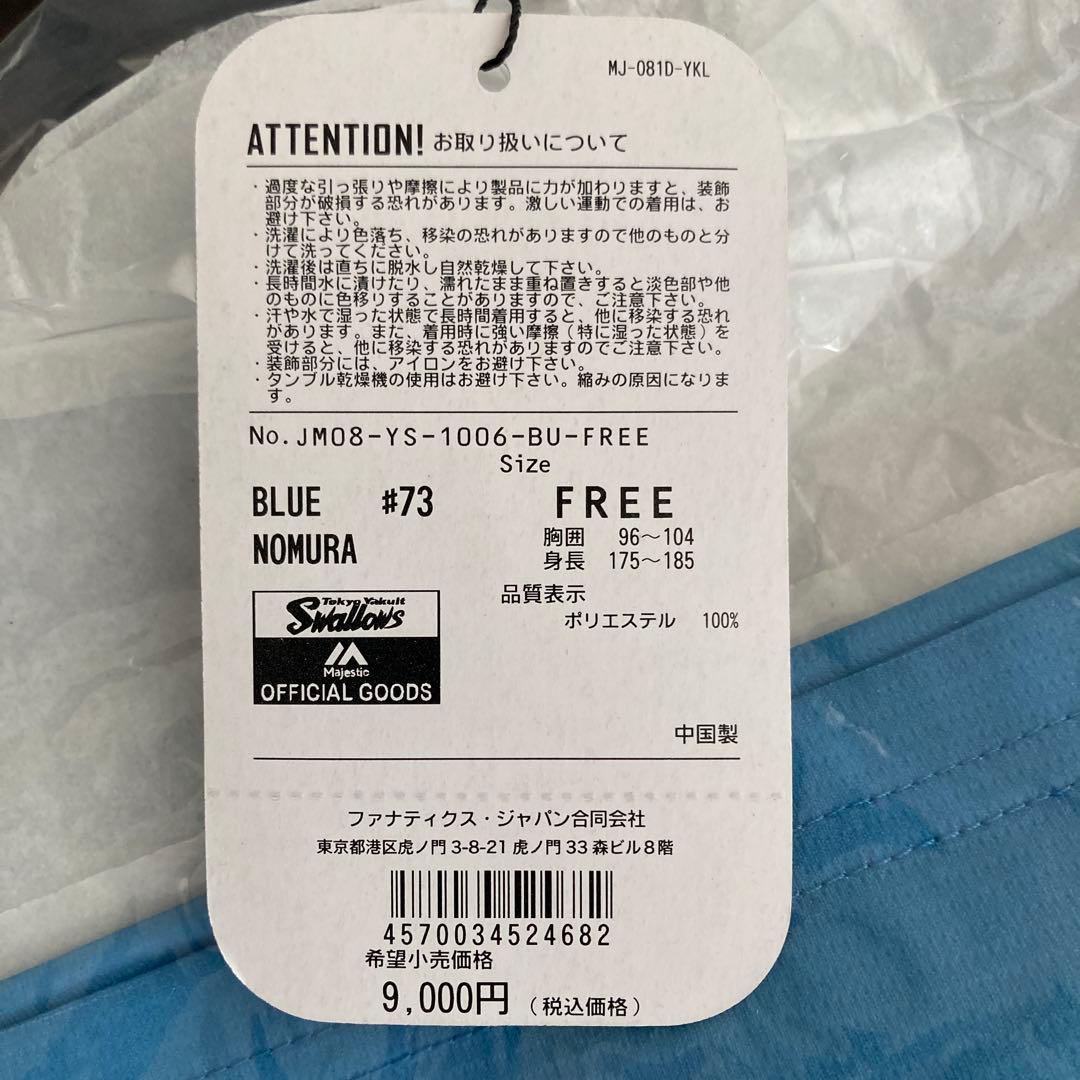 MJ-081D-YKL
ATTENTION! お取り扱いについて
・過度な引っ張りや摩擦により製品に力が加わりますと、装飾
部分が破損する恐れがあります。激しい運動での着用は、お
避け下さい。
・洗濯により色落ち、移染の恐れがありますので他のものと分
けて洗ってください。
・洗濯後は直ちに脱水し自然乾燥して下さい。
・長時間水に漬けたり、濡れたまま重ね置きすると淡色部や他
のものに色移りすることがありますので、ご注意下さい。
・汗や水で湿った状態で長時間着用すると、他に移染する恐れ
があります。また、着用時に強い摩擦（特に湿った状態）を
受けると、他に移染する恐れがありますのでご注意下さい。
・装飾部分には、アイロンをお避け下さい。
・タンブル乾燥機の使用はお避け下さい。縮みの原因になりま
す。
No.JM08-YS-1006-BU-FREE
Size
BLUE #73 FREE
NOMURA
胸囲 96〜104
身長 175〜185
品質表示
ポリエステル 100%
Tokyo Yakult
Swallows
Majestic
OFFICIAL GOODS
中国製
ファナティクス・ジャパン合同会社
東京都港区虎ノ門 3-8-21 虎ノ門 33 森ビル８階
4570034524682
希望小売価格
9,000円（税込価格）